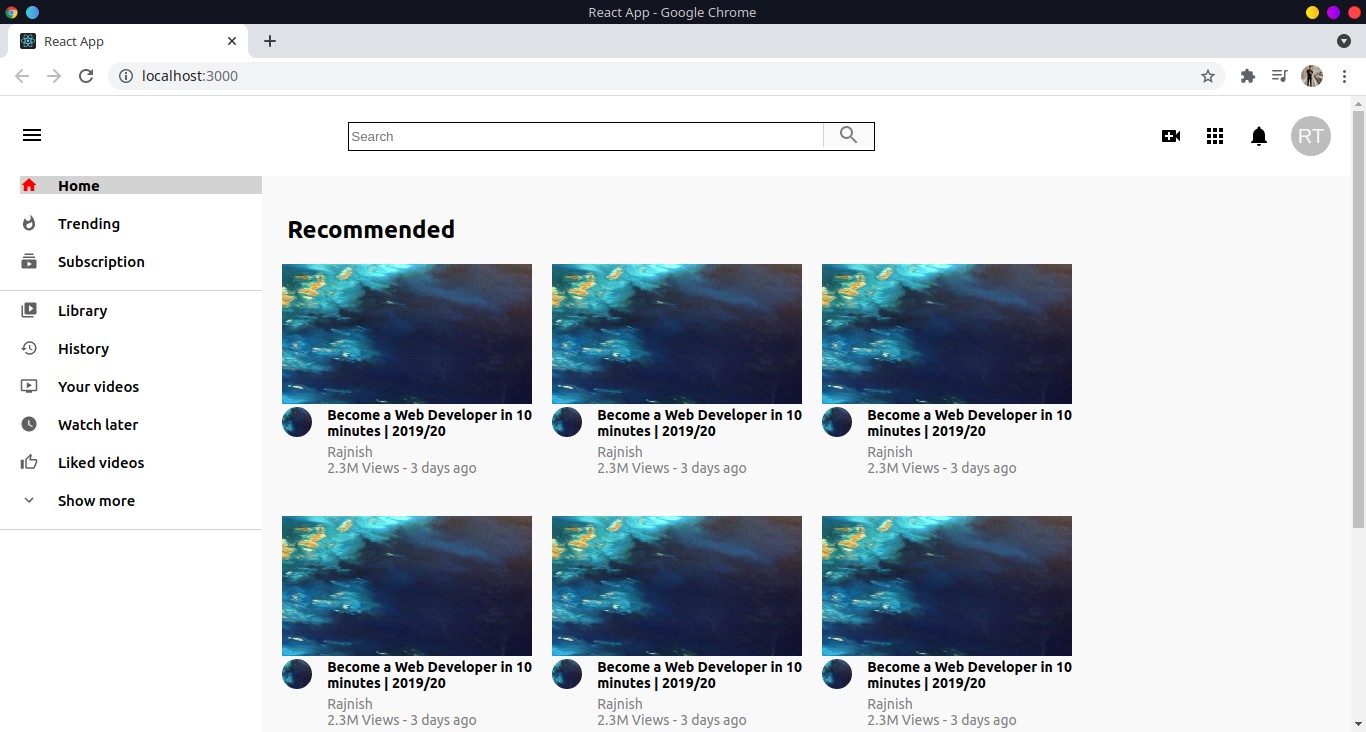 React App - Google Chrome
React App
localhost:3000
Search
RT
Home
Trending
Subscription
Library
History
Your videos
Watch later
Liked videos
Show more
Recommended
Become a Web Developer in 10
minutes | 2019/20
Rajnish
2.3M Views - 3 days ago
Become a Web Developer in 10
minutes | 2019/20
Rajnish
2.3M Views - 3 days ago
Become a Web Developer in 10
minutes | 2019/20
Rajnish
2.3M Views - 3 days ago
Become a Web Developer in 10
minutes | 2019/20
Rajnish
2.3M Views - 3 days ago
Become a Web Developer in 10
minutes | 2019/20
Rajnish
2.3M Views - 3 days ago
Become a Web Developer in 10
minutes | 2019/20
Rajnish
2.3M Views - 3 days ago